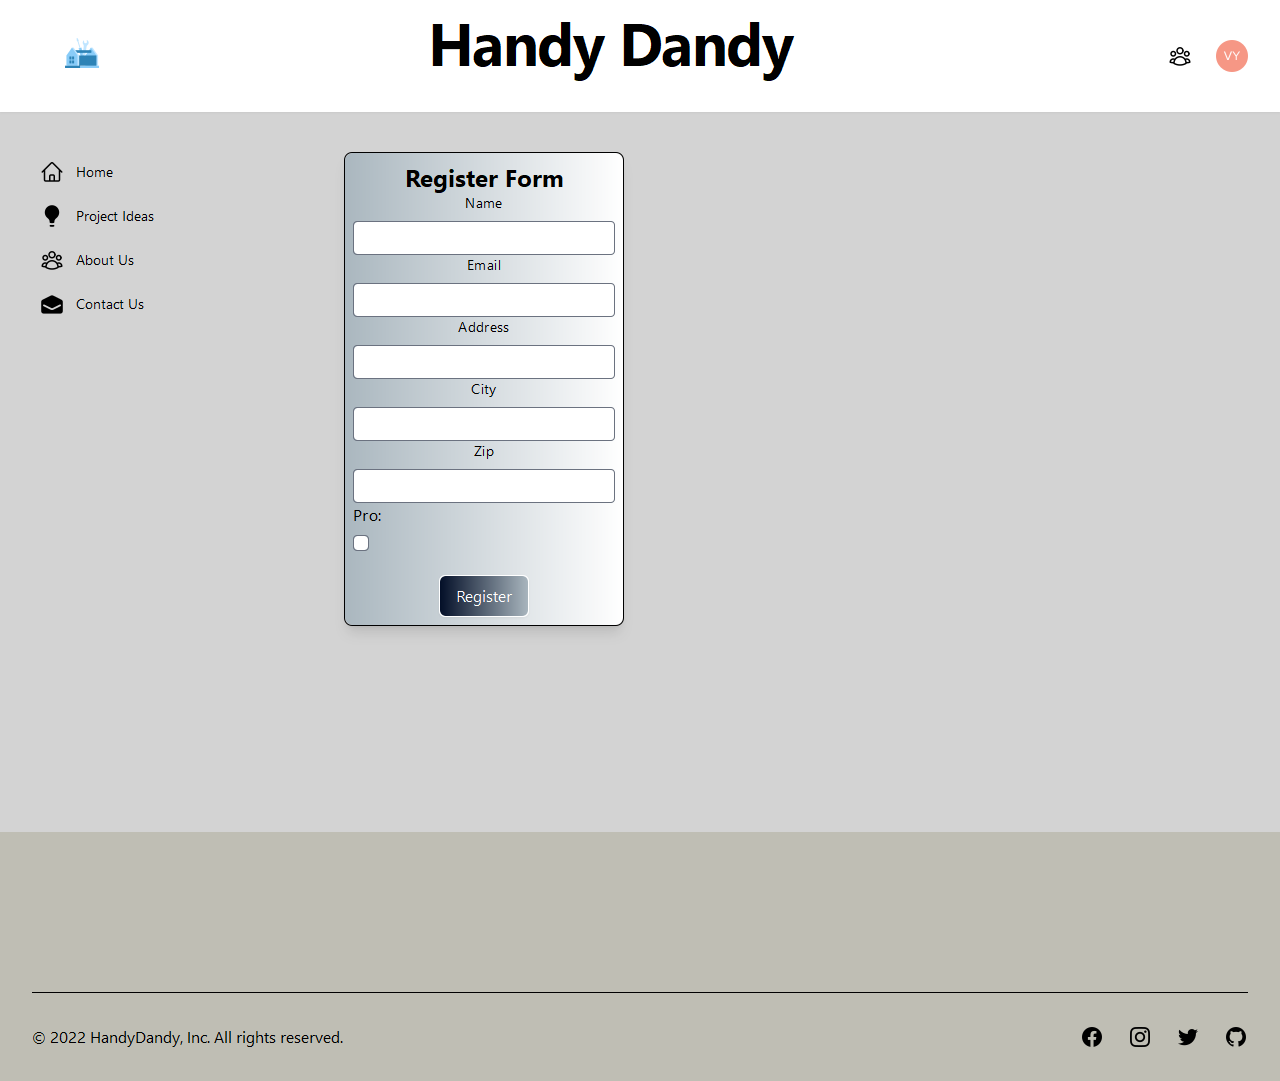 Handy Dandy
VY
Home
Project Ideas
About Us
Contact Us
Register Form
Name
Email
Address
City
Zip
Pro:
Register
© 2022 HandyDandy, Inc. All rights reserved.